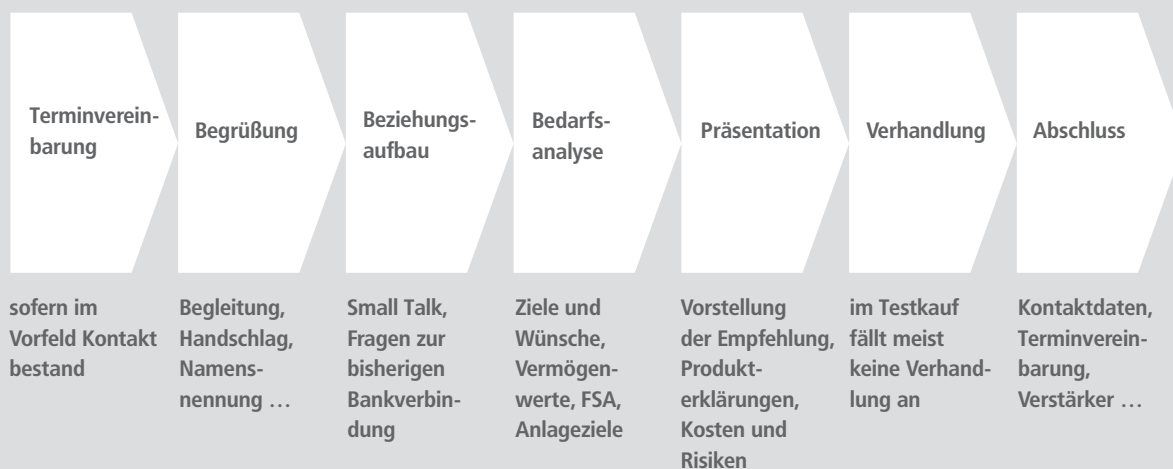 Terminverein-
barung
Begrüßung
Beziehungs-
aufbau
Bedarfs-
analyse
Präsentation
Verhandlung
Abschluss
sofern im
Vorfeld Kontakt
bestand
Begleitung,
Handschlag,
Namens-
nennung …
Small Talk,
Fragen zur
bisherigen
Bankverbin-
dung
Ziele und
Wünsche,
Vermögen-
werte, FSA,
Anlageziele
Vorstellung
der Empfehlung,
Produkt-
erklärungen,
Kosten und
Risiken
im Testkauf
fällt meist
keine Verhand-
lung an
Kontaktdaten,
Terminverein-
barung,
Verstärker …